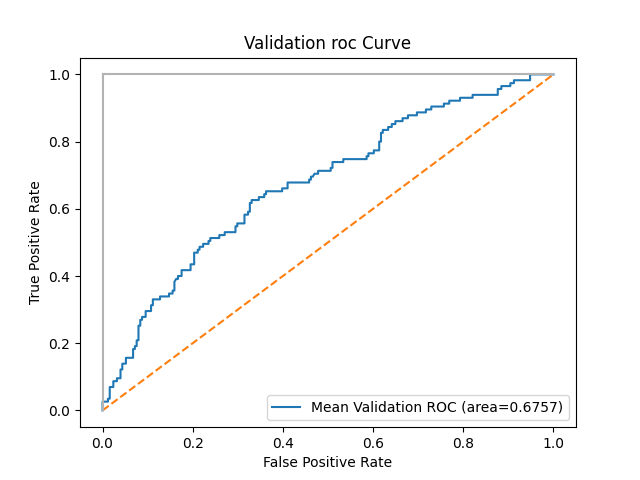 Validation roc Curve
True Positive Rate
1.0
0.8
0.6
0.4
0.2
0.0
Mean Validation ROC (area=0.6757)
0.0 0.2 0.4 0.6 0.8 1.0
False Positive Rate